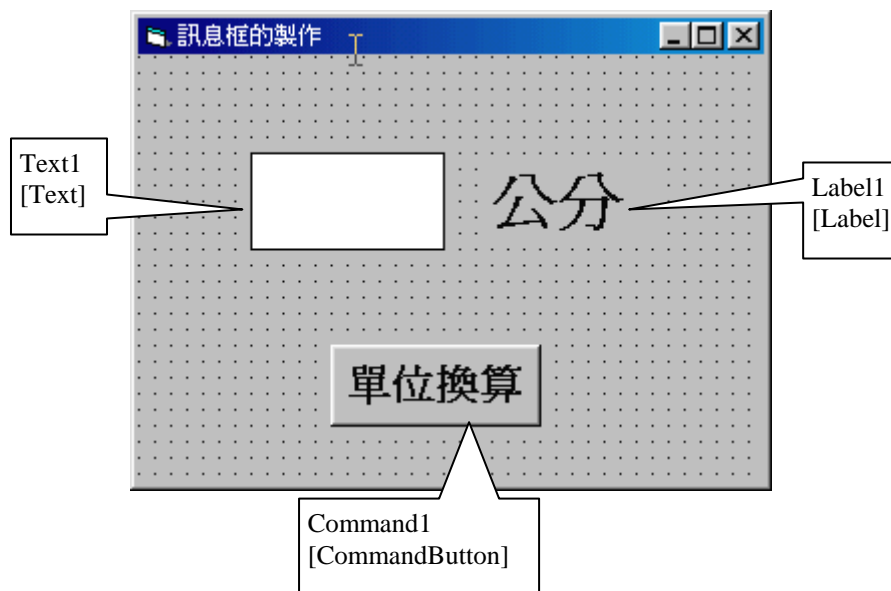 訊息框的製作
Text1
[Text]
公分
Label1
[Label]
單位換算
Command1
[CommandButton]